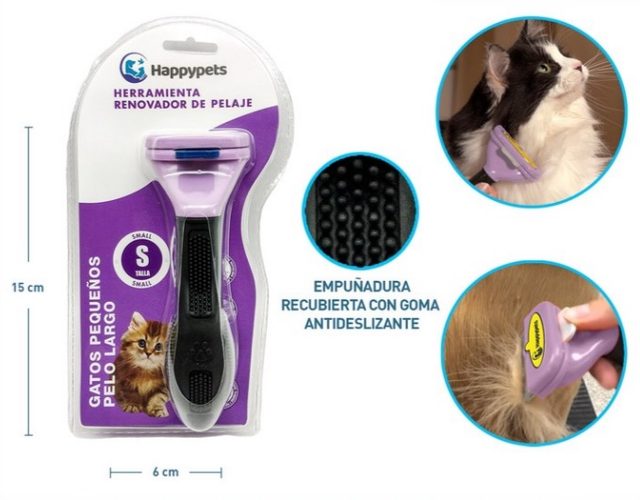 Happypets
HERRAMIENTA
RENOVADOR DE PELAJE
SMALL
S
TALLA
SMALL
GATOS PEQUEÑOS
PELO LARGO
15 cm
6 cm
EMPUÑADURA
RECUBIERTA CON GOMA
ANTIDESLIZANTE
Happypets